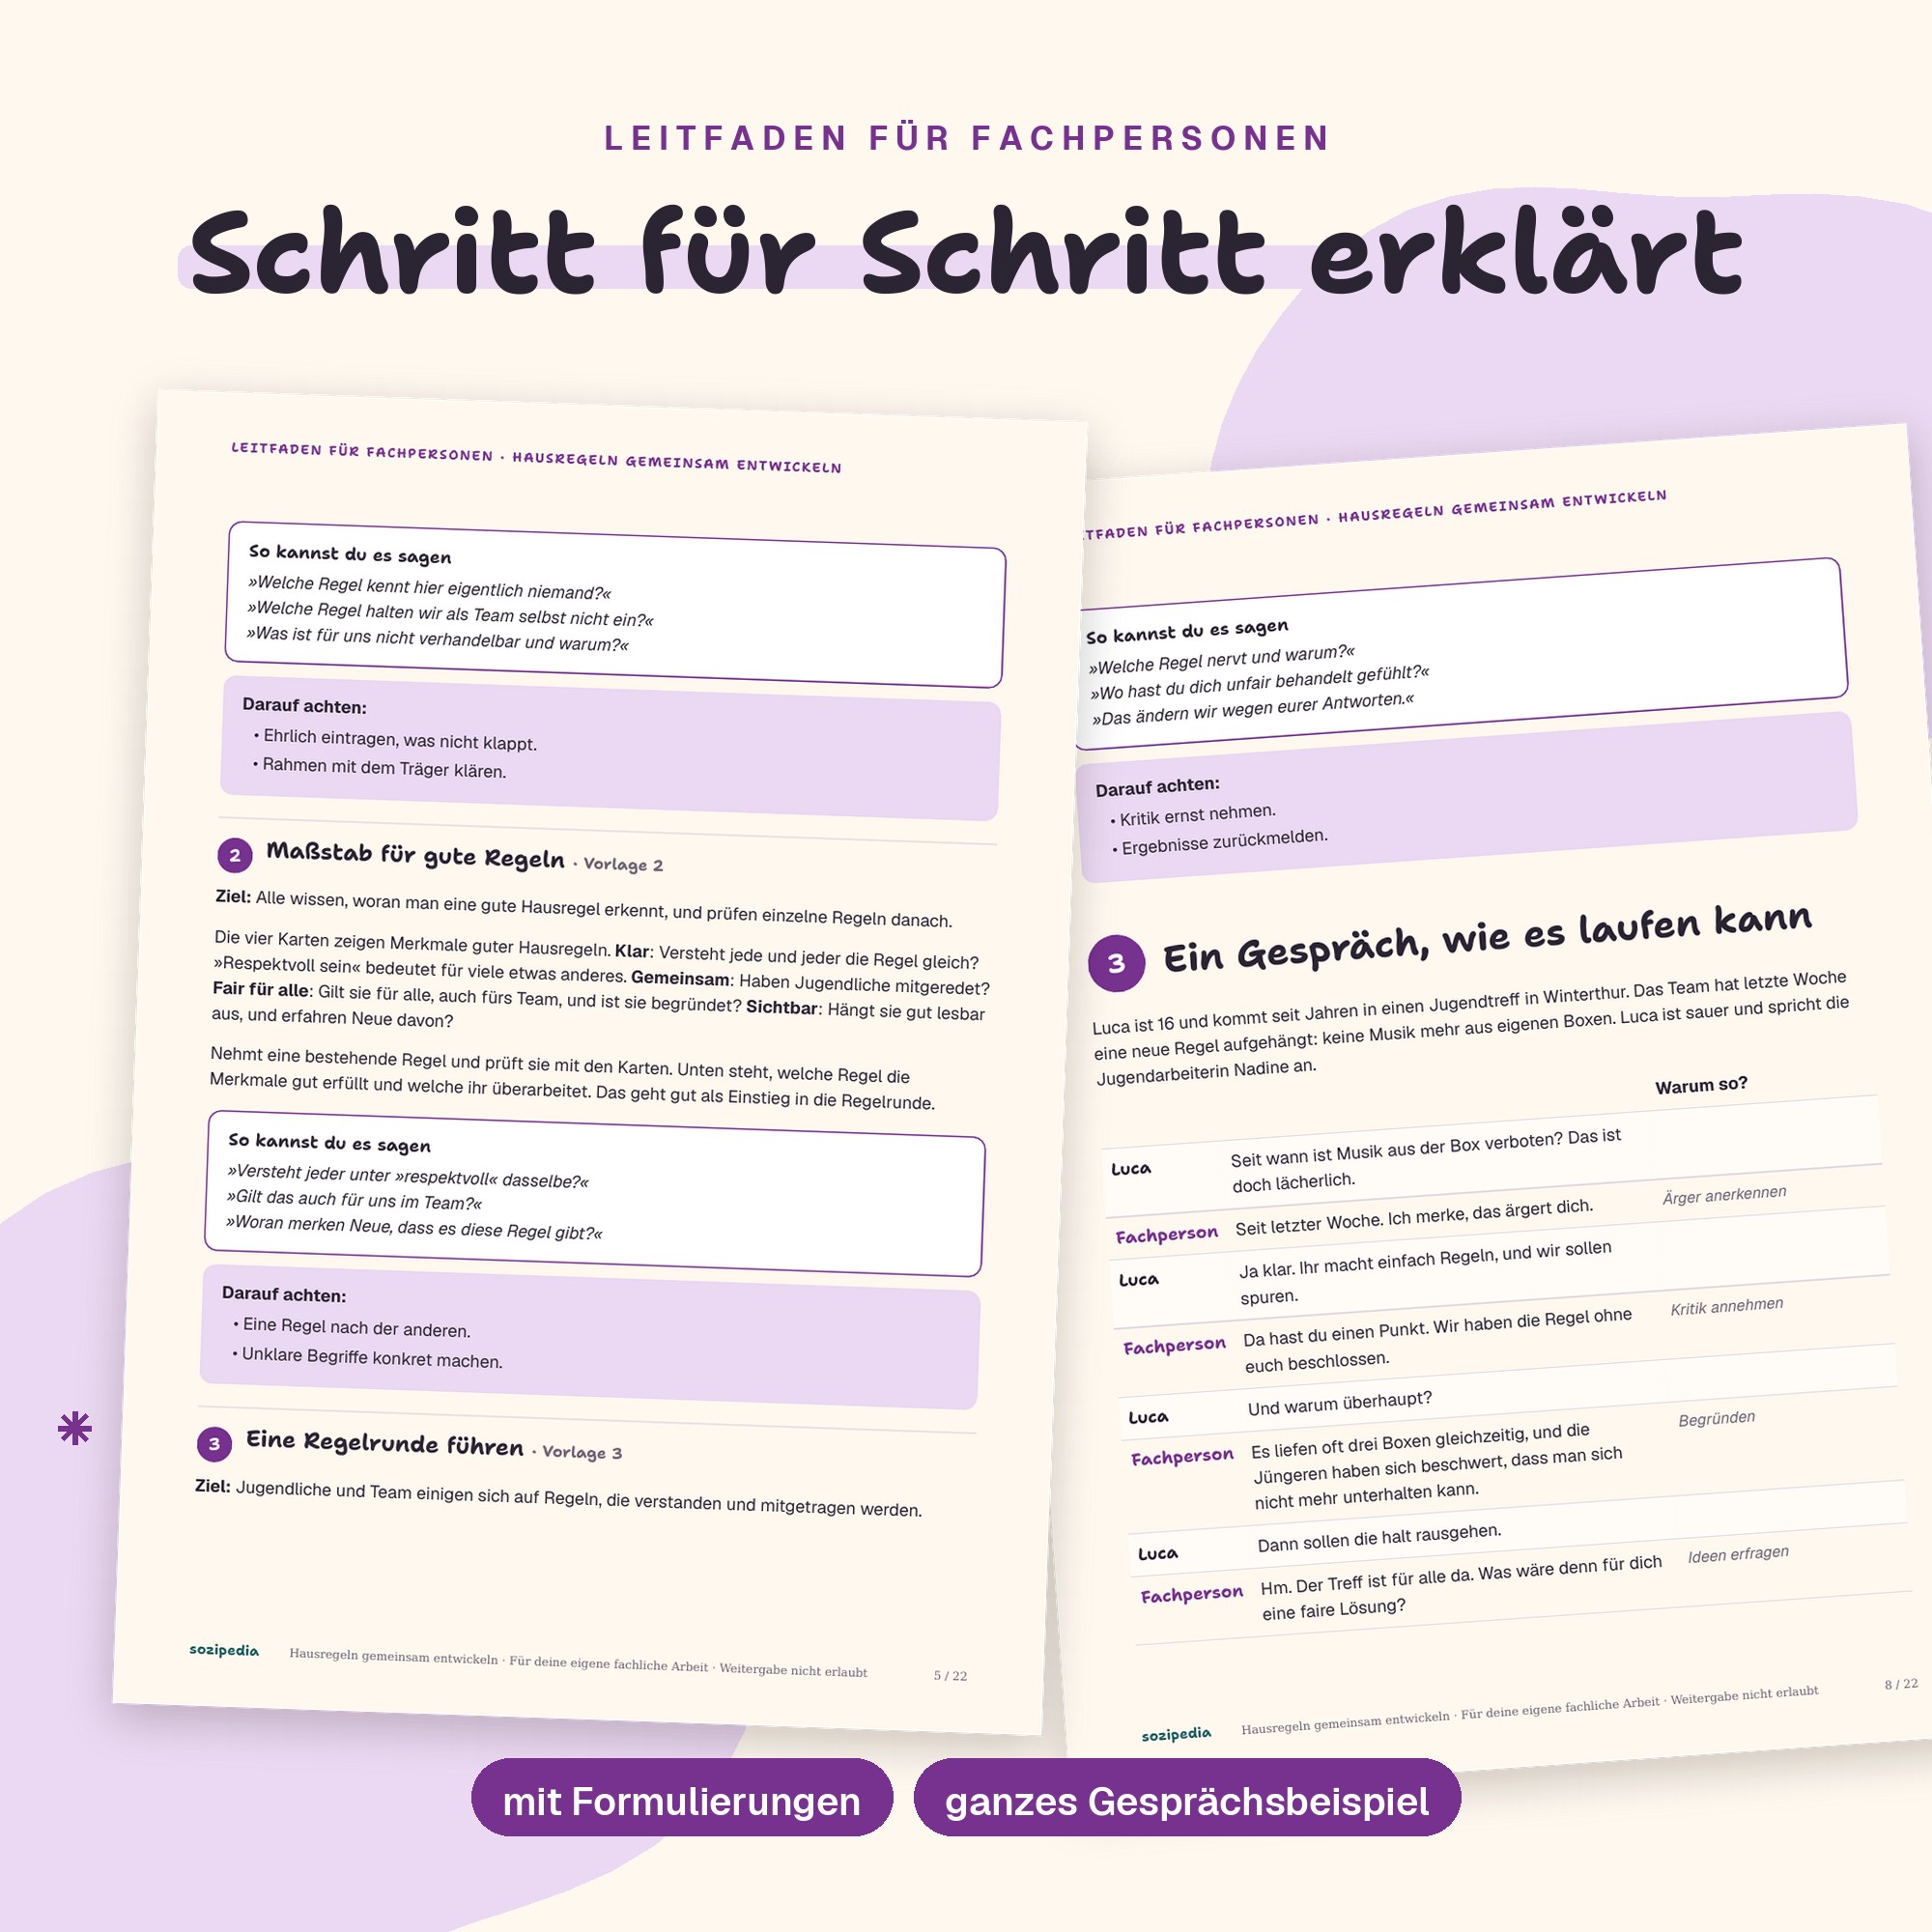 LEITFADEN FÜR FACHPERSONEN
Schritt für Schritt erklärt
LEITFADEN FÜR FACHPERSONEN · HAUSREGELN GEMEINSAM ENTWICKELN
So kannst du es sagen
»Welche Regel kennt hier eigentlich niemand?«
»Welche Regel halten wir als Team selbst nicht ein?«
»Was ist für uns nicht verhandelbar und warum?«
Darauf achten:
• Ehrlich eintragen, was nicht klappt.
• Rahmen mit dem Träger klären.
2 Maßstab für gute Regeln · Vorlage 2
Ziel: Alle wissen, woran man eine gute Hausregel erkennt, und prüfen einzelne Regeln danach.
Die vier Karten zeigen Merkmale guter Hausregeln. Klar: Versteht jede und jeder die Regel gleich?
»Respektvoll sein« bedeutet für viele etwas anderes. Gemeinsam: Haben Jugendliche mitgeredet?
Fair für alle: Gilt sie für alle, auch fürs Team, und ist sie begründet? Sichtbar: Hängt sie gut lesbar
aus, und erfahren Neue davon?
Nehmt eine bestehende Regel und prüft sie mit den Karten. Unten steht, welche Regel die
Merkmale gut erfüllt und welche ihr überarbeitet. Das geht gut als Einstieg in die Regelrunde.
So kannst du es sagen
»Versteht jeder unter »respektvoll« dasselbe?«
»Gilt das auch für uns im Team?«
»Woran merken Neue, dass es diese Regel gibt?«
Darauf achten:
• Eine Regel nach der anderen.
• Unklare Begriffe konkret machen.
3 Eine Regelrunde führen · Vorlage 3
Ziel: Jugendliche und Team einigen sich auf Regeln, die verstanden und mitgetragen werden.
sozipedia Hausregeln gemeinsam entwickeln · Für deine eigene fachliche Arbeit · Weitergabe nicht erlaubt 5 / 22
TFADEN FÜR FACHPERSONEN · HAUSREGELN GEMEINSAM ENTWICKELN
So kannst du es sagen
»Welche Regel nervt und warum?«
»Wo hast du dich unfair behandelt gefühlt?«
»Das ändern wir wegen eurer Antworten.«
Darauf achten:
• Kritik ernst nehmen.
• Ergebnisse zurückmelden.
3 Ein Gespräch, wie es laufen kann
Luca ist 16 und kommt seit Jahren in einen Jugendtreff in Winterthur. Das Team hat letzte Woche
eine neue Regel aufgehängt: keine Musik mehr aus eigenen Boxen. Luca ist sauer und spricht die
Jugendarbeiterin Nadine an.
Warum so?
Luca Seit wann ist Musik aus der Box verboten? Das ist
doch lächerlich.
Fachperson Seit letzter Woche. Ich merke, das ärgert dich. Ärger anerkennen
Luca Ja klar. Ihr macht einfach Regeln, und wir sollen
spuren.
Fachperson Da hast du einen Punkt. Wir haben die Regel ohne Kritik annehmen
euch beschlossen.
Luca Und warum überhaupt?
Fachperson Es liefen oft drei Boxen gleichzeitig, und die Begründen
Jüngeren haben sich beschwert, dass man sich
nicht mehr unterhalten kann.
Luca Dann sollen die halt rausgehen.
Fachperson Hm. Der Treff ist für alle da. Was wäre denn für dich Ideen erfragen
eine faire Lösung?
sozipedia Hausregeln gemeinsam entwickeln · Für deine eigene fachliche Arbeit · Weitergabe nicht erlaubt 8 / 22
mit Formulierungen
ganzes Gesprächsbeispiel